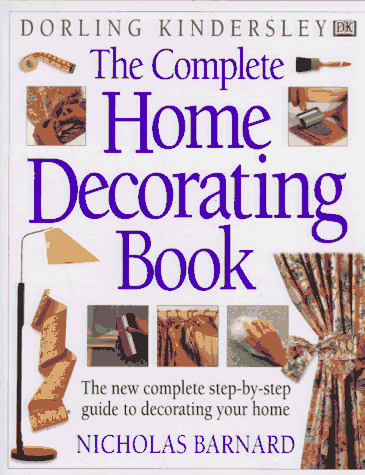 DORLING KINDERSLEY DK
The Complete
Home
Decorating
Book
The new complete step-by-step
guide to decorating your home
NICHOLAS BARNARD